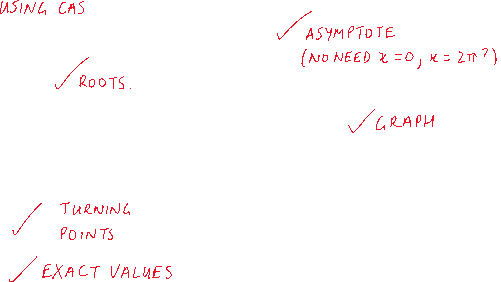 USING CAS
✓ ASYMPTOTE
(NO NEED x = 0, x = 2π?)
✓ ROOTS.
✓ GRAPH
✓ TURNING
POINTS
✓ EXACT VALUES